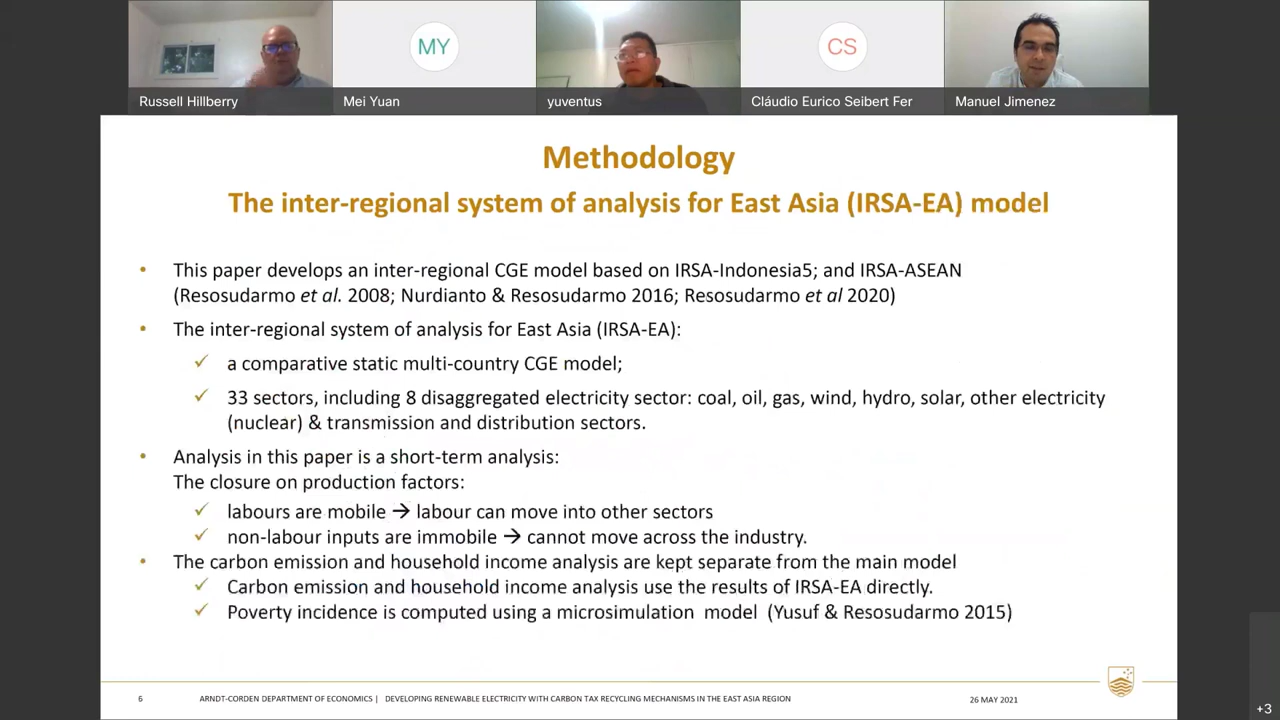 MY
CS
Russell Hillberry
Mei Yuan
yuventus
Cláudio Eurico Seibert Fer
Manuel Jimenez
Methodology
The inter-regional system of analysis for East Asia (IRSA-EA) model
• This paper develops an inter-regional CGE model based on IRSA-Indonesia5; and IRSA-ASEAN
(Resosudarmo et al. 2008; Nurdianto & Resosudarmo 2016; Resosudarmo et al 2020)
• The inter-regional system of analysis for East Asia (IRSA-EA):
✓ a comparative static multi-country CGE model;
✓ 33 sectors, including 8 disaggregated electricity sector: coal, oil, gas, wind, hydro, solar, other electricity
(nuclear) & transmission and distribution sectors.
• Analysis in this paper is a short-term analysis:
The closure on production factors:
✓ labours are mobile → labour can move into other sectors
✓ non-labour inputs are immobile → cannot move across the industry.
• The carbon emission and household income analysis are kept separate from the main model
✓ Carbon emission and household income analysis use the results of IRSA-EA directly.
✓ Poverty incidence is computed using a microsimulation model (Yusuf & Resosudarmo 2015)
6 ARNDT-CORDEN DEPARTMENT OF ECONOMICS | DEVELOPING RENEWABLE ELECTRICITY WITH CARBON TAX RECYCLING MECHANISMS IN THE EAST ASIA REGION 26 MAY 2021
+3